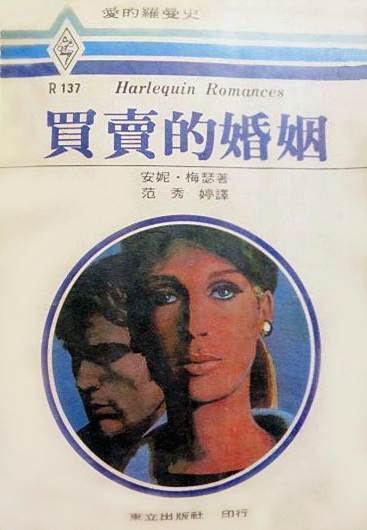 愛的羅曼史
R 137 Harlequin Romances
買賣的婚姻
安妮·梅瑟著
范秀婷譯
東立出版社 印行